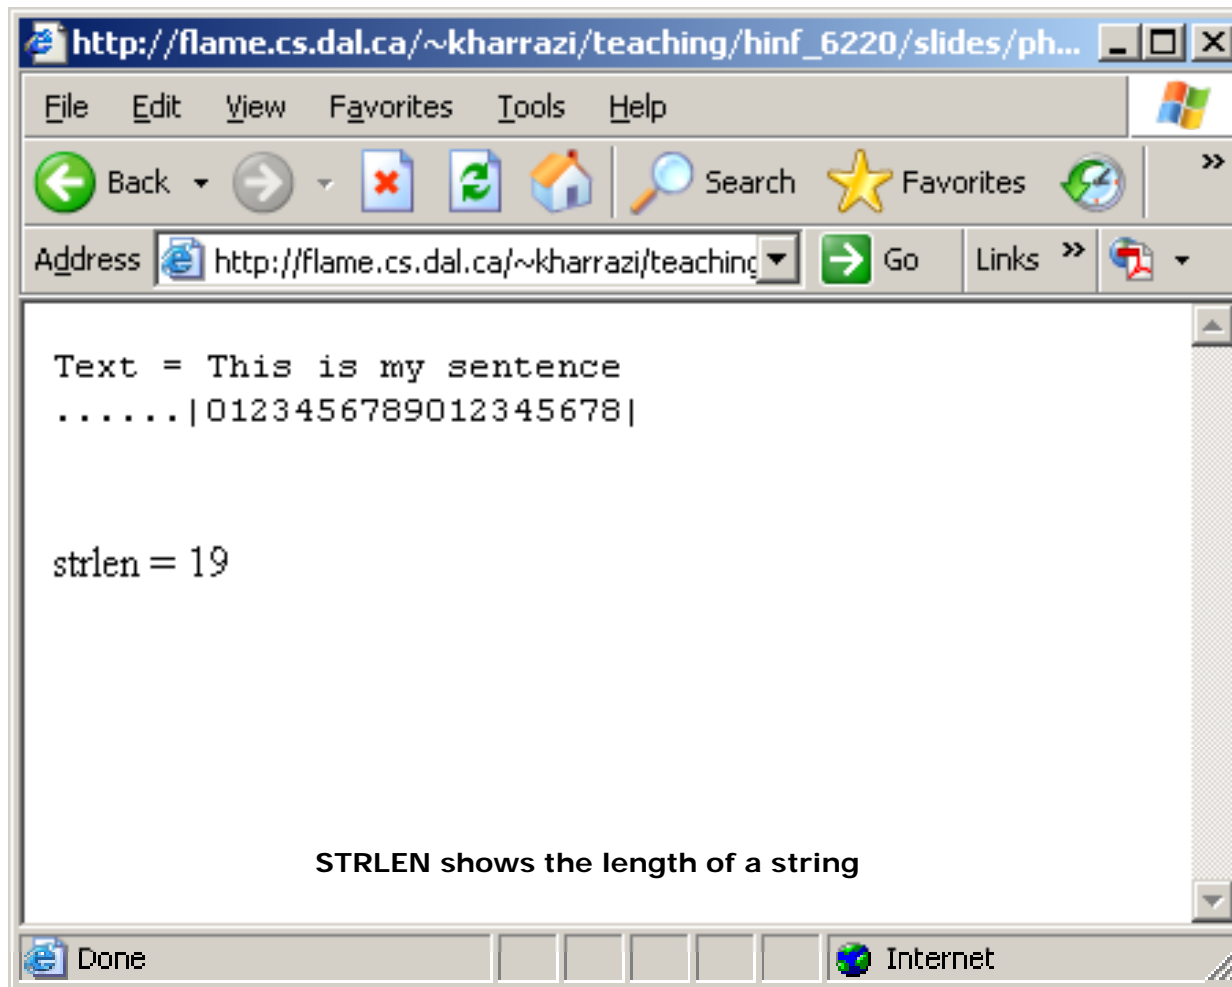 http://flame.cs.dal.ca/~kharrazi/teaching/hinf_6220/slides/ph...
File Edit View Favorites Tools Help
Back Search Favorites »
Address http://flame.cs.dal.ca/~kharrazi/teaching Go Links »
Text = This is my sentence
......|0123456789012345678|
strlen = 19
STRLEN shows the length of a string
Done Internet